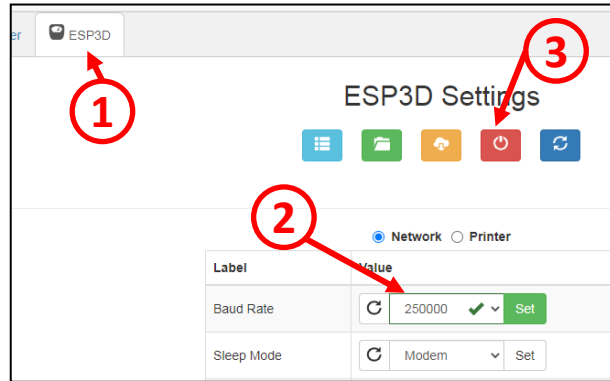 er ESP3D
1
3
ESP3D Settings
2
Network Printer
Label Value
Baud Rate 250000 Set
Sleep Mode Modem Set